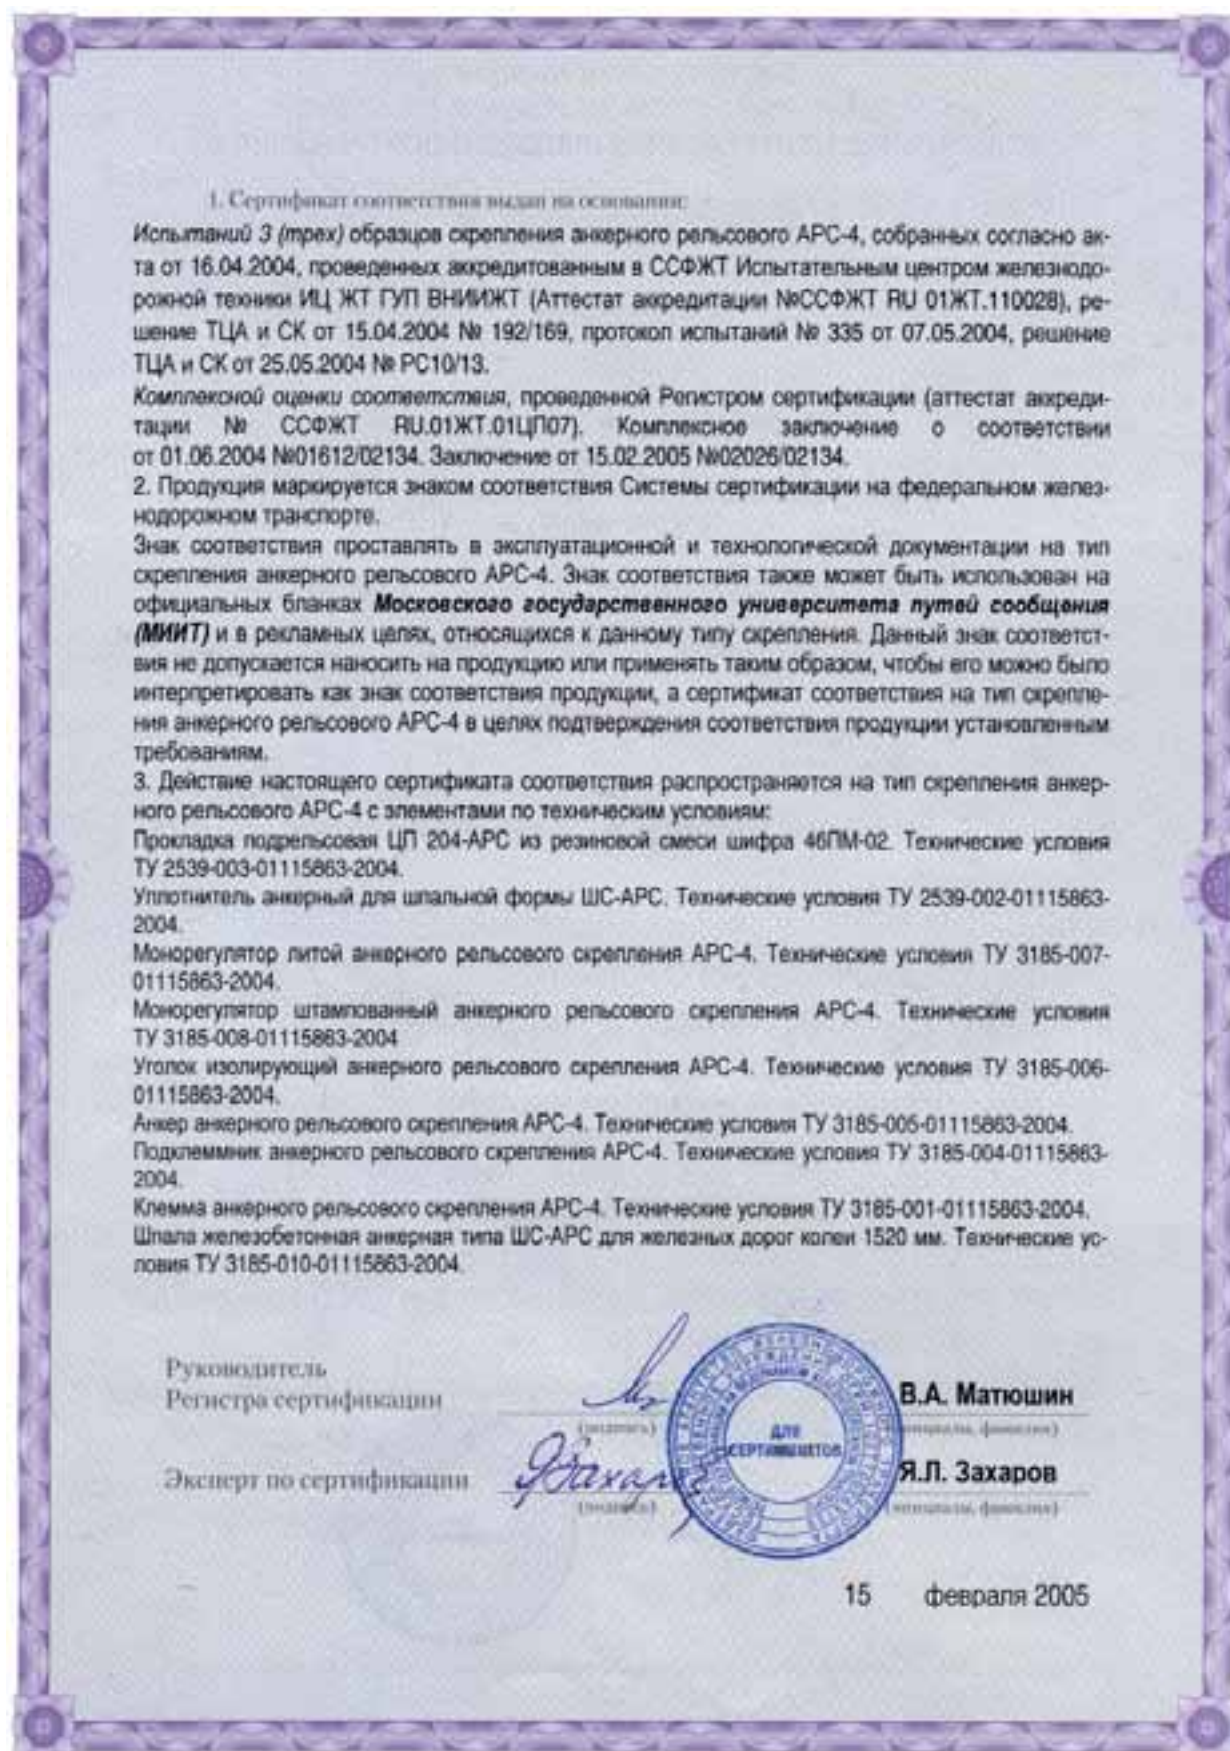 1. Сертификат соответствия выдан на основании:
Испытаний 3 (трех) образцов скрепления анкерного рельсового АРС-4, собранных согласно ак-
та от 16.04.2004, проведенных аккредитованным в ССФЖТ Испытательным центром железнодо-
рожной техники ИЦ ЖТ ГУП ВНИИЖТ (Аттестат аккредитации №ССФЖТ RU 01ЖТ.110028), ре-
шение ТЦА и СК от 15.04.2004 № 192/169, протокол испытаний № 335 от 07.05.2004, решение
ТЦА и СК от 25.05.2004 № РС10/13.
Комплексной оценки соответствия, проведенной Регистром сертификации (аттестат аккреди-
тации № ССФЖТ RU.01ЖТ.01ЦП07). Комплексное заключение о соответствии
от 01.06.2004 №01612/02134. Заключение от 15.02.2005 №02026/02134.
2. Продукция маркируется знаком соответствия Системы сертификации на федеральном желез-
нодорожном транспорте.
Знак соответствия проставлять в эксплуатационной и технологической документации на тип
скрепления анкерного рельсового АРС-4. Знак соответствия также может быть использован на
официальных бланках Московского государственного университета путей сообщения
(МИИТ) и в рекламных целях, относящихся к данному типу скрепления. Данный знак соответст-
вия не допускается наносить на продукцию или применять таким образом, чтобы его можно было
интерпретировать как знак соответствия продукции, а сертификат соответствия на тип скрепле-
ния анкерного рельсового АРС-4 в целях подтверждения соответствия продукции установленным
требованиям.
3. Действие настоящего сертификата соответствия распространяется на тип скрепления анкер-
ного рельсового АРС-4 с элементами по техническим условиям:
Прокладка подрельсовая ЦП 204-АРС из резиновой смеси шифра 46ПМ-02. Технические условия
ТУ 2539-003-01115863-2004.
Уплотнитель анкерный для шпальной формы ШС-АРС. Технические условия ТУ 2539-002-01115863-
2004.
Монорегулятор литой анкерного рельсового скрепления АРС-4. Технические условия ТУ 3185-007-
01115863-2004.
Монорегулятор штампованный анкерного рельсового скрепления АРС-4. Технические условия
ТУ 3185-008-01115863-2004
Уголок изолирующий анкерного рельсового скрепления АРС-4. Технические условия ТУ 3185-006-
01115863-2004.
Анкер анкерного рельсового скрепления АРС-4. Технические условия ТУ 3185-005-01115863-2004.
Подклеммник анкерного рельсового скрепления АРС-4. Технические условия ТУ 3185-004-01115863-
2004.
Клемма анкерного рельсового скрепления АРС-4. Технические условия ТУ 3185-001-01115863-2004.
Шпала железобетонная анкерная типа ШС-АРС для железных дорог колеи 1520 мм. Технические ус-
ловия ТУ 3185-010-01115863-2004.
Руководитель
Регистра сертификации
В.А. Матюшин
(подпись) (инициалы, фамилия)
ДЛЯ
СЕРТИФИКАТОВ
Эксперт по сертификации
Я.Л. Захаров
(подпись) (инициалы, фамилия)
15 февраля 2005